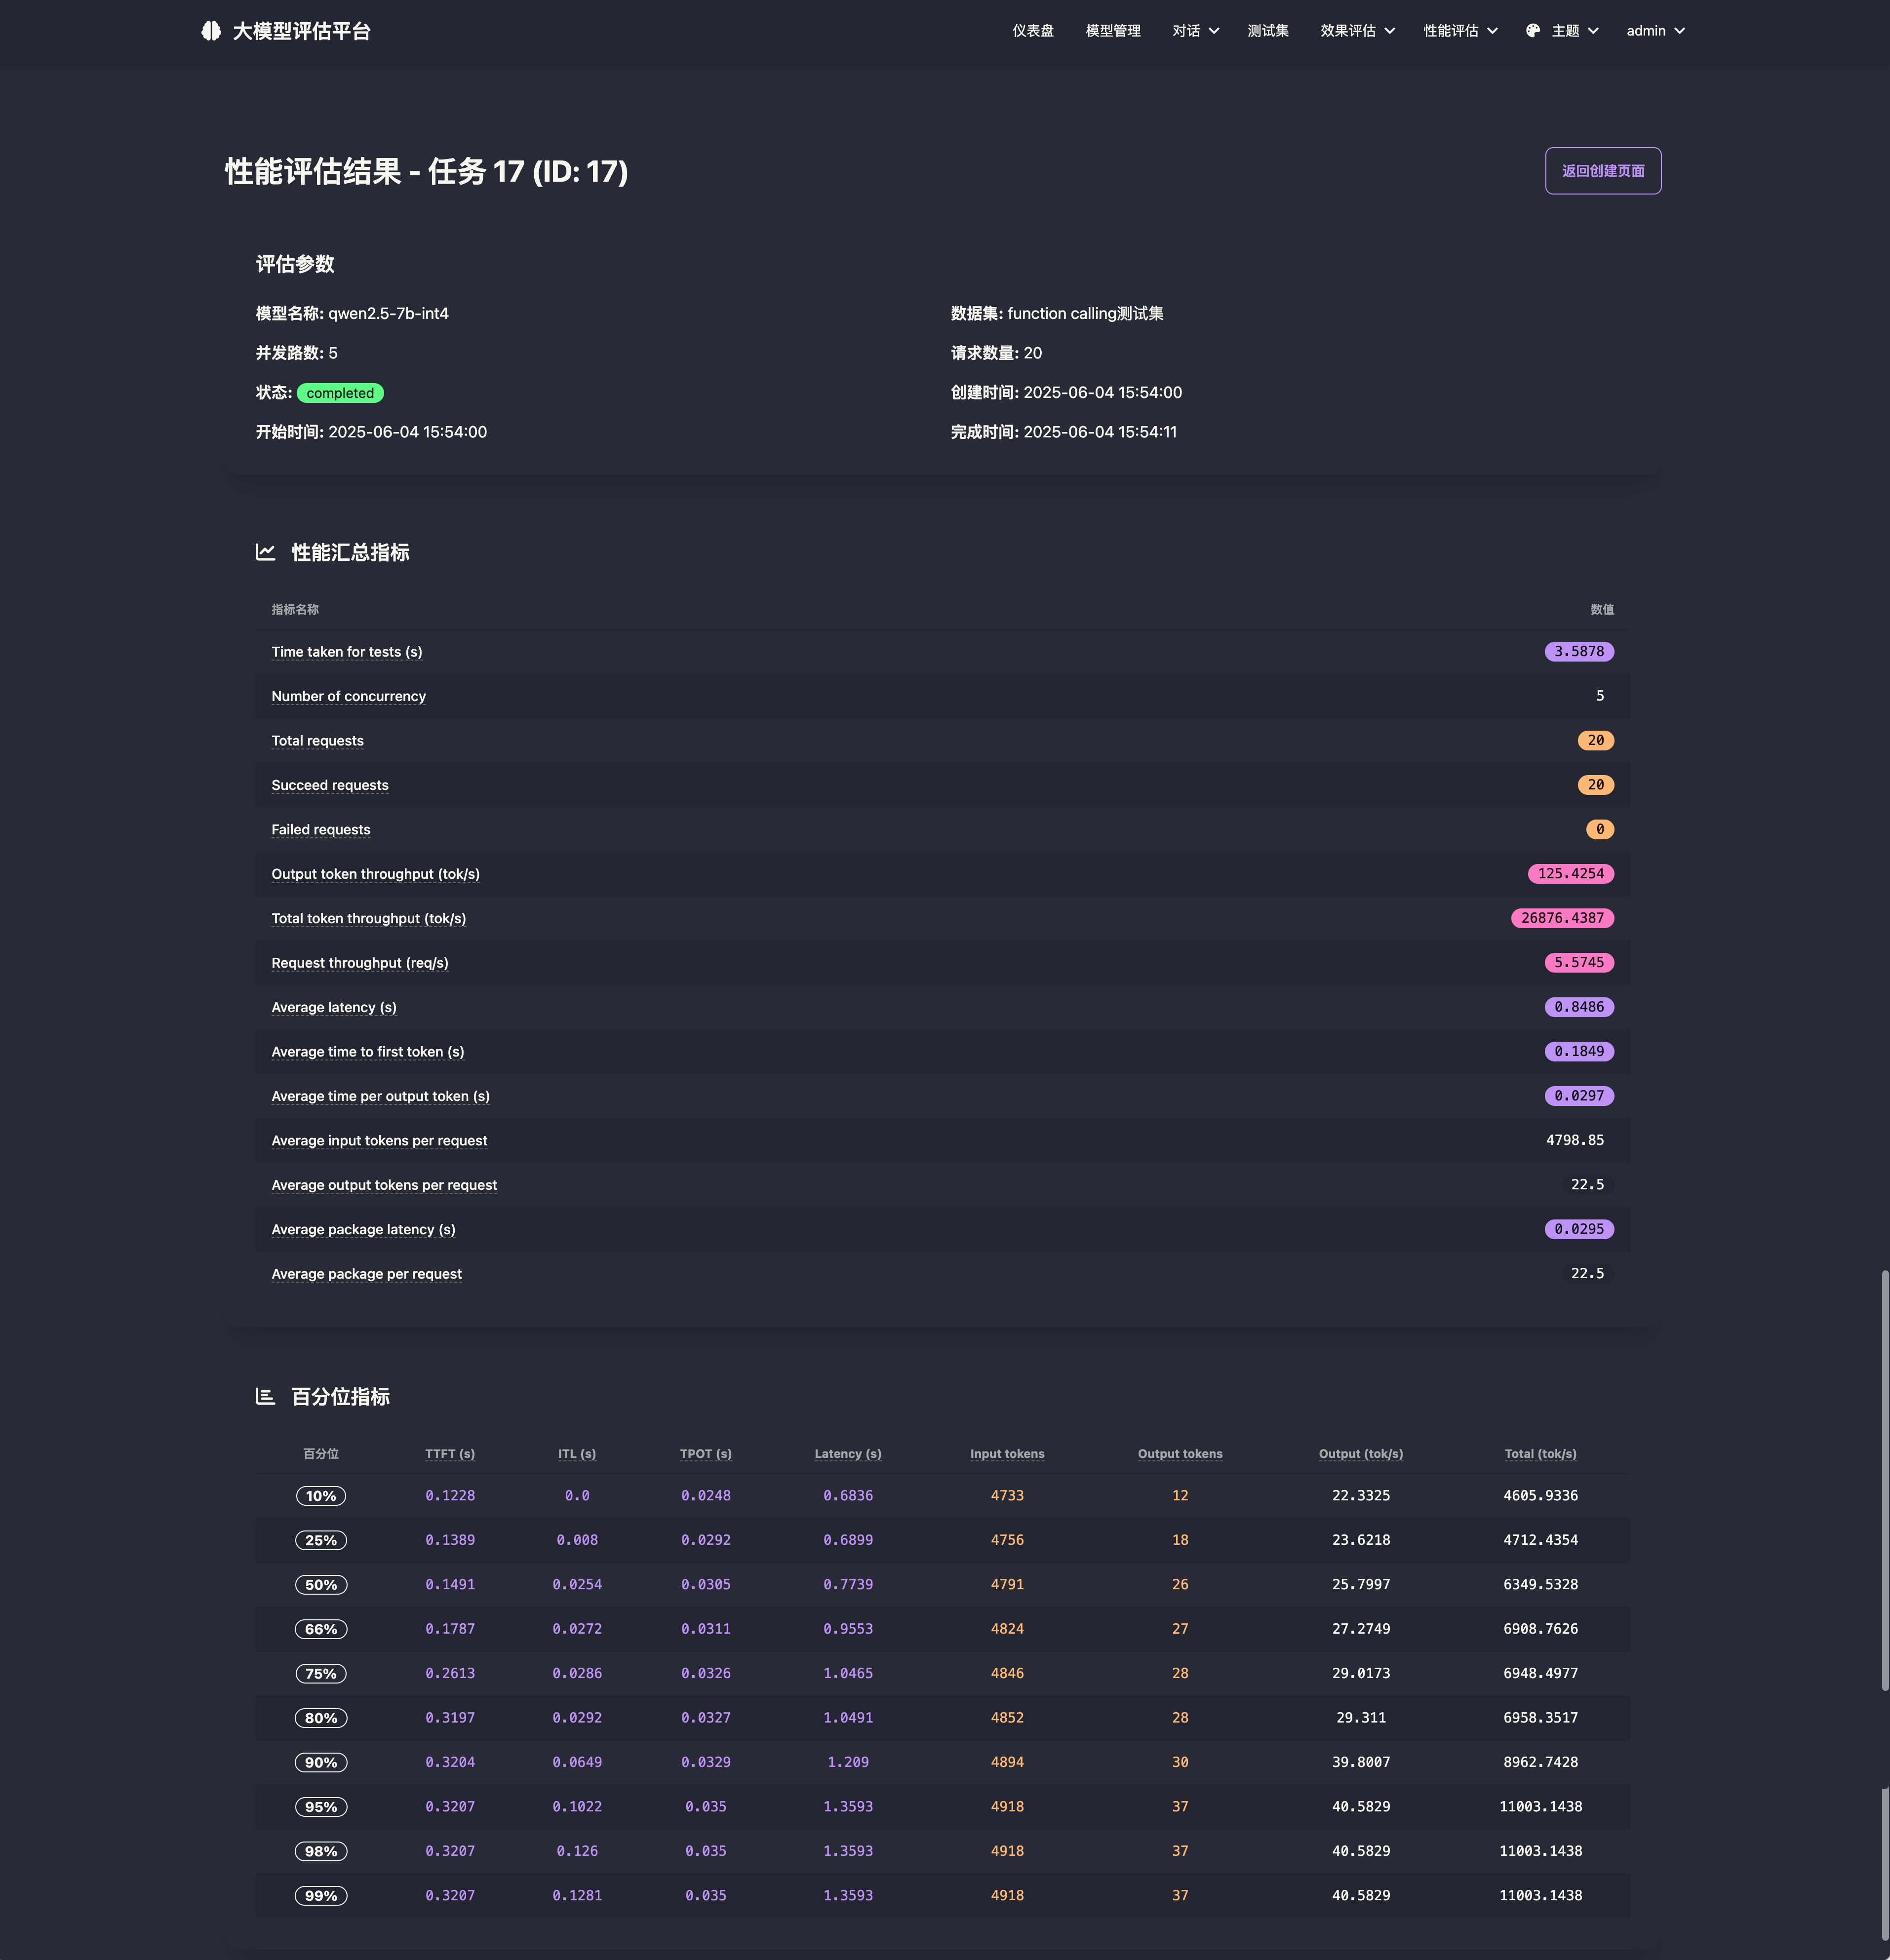 大模型评估平台 仪表盘 模型管理 对话 测试集 效果评估 性能评估 主题 admin
性能评估结果 - 任务 17 (ID: 17) 返回创建页面
评估参数
模型名称: qwen2.5-7b-int4 数据集: function calling测试集
并发路数: 5 请求数量: 20
状态: completed 创建时间: 2025-06-04 15:54:00
开始时间: 2025-06-04 15:54:00 完成时间: 2025-06-04 15:54:11
性能汇总指标
指标名称 数值
Time taken for tests (s) 3.5878
Number of concurrency 5
Total requests 20
Succeed requests 20
Failed requests 0
Output token throughput (tok/s) 125.4254
Total token throughput (tok/s) 26876.4387
Request throughput (req/s) 5.5745
Average latency (s) 0.8486
Average time to first token (s) 0.1849
Average time per output token (s) 0.0297
Average input tokens per request 4798.85
Average output tokens per request 22.5
Average package latency (s) 0.0295
Average package per request 22.5
百分位指标
百分位 TTFT (s) ITL (s) TPOT (s) Latency (s) Input tokens Output tokens Output (tok/s) Total (tok/s)
10% 0.1228 0.0 0.0248 0.6836 4733 12 22.3325 4605.9336
25% 0.1389 0.008 0.0292 0.6899 4756 18 23.6218 4712.4354
50% 0.1491 0.0254 0.0305 0.7739 4791 26 25.7997 6349.5328
66% 0.1787 0.0272 0.0311 0.9553 4824 27 27.2749 6908.7626
75% 0.2613 0.0286 0.0326 1.0465 4846 28 29.0173 6948.4977
80% 0.3197 0.0292 0.0327 1.0491 4852 28 29.311 6958.3517
90% 0.3204 0.0649 0.0329 1.209 4894 30 39.8007 8962.7428
95% 0.3207 0.1022 0.035 1.3593 4918 37 40.5829 11003.1438
98% 0.3207 0.126 0.035 1.3593 4918 37 40.5829 11003.1438
99% 0.3207 0.1281 0.035 1.3593 4918 37 40.5829 11003.1438